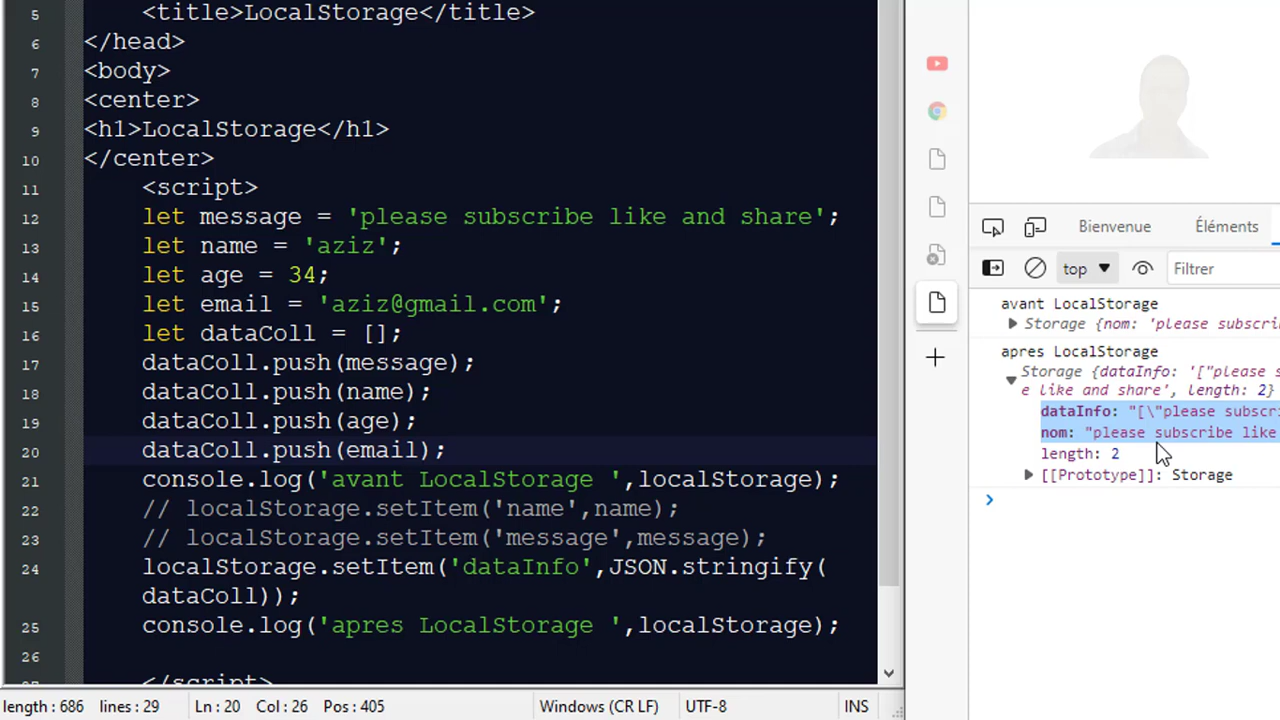 5 <title>LocalStorage</title>
6 </head>
7 <body>
8 <center>
9 <h1>LocalStorage</h1>
10 </center>
11 <script>
12 let message = 'please subscribe like and share';
13 let name = 'aziz';
14 let age = 34;
15 let email = 'aziz@gmail.com';
16 let dataColl = [];
17 dataColl.push(message);
18 dataColl.push(name);
19 dataColl.push(age);
20 dataColl.push(email);
21 console.log('avant LocalStorage ',localStorage);
22 // localStorage.setItem('name',name);
23 // localStorage.setItem('message',message);
24 localStorage.setItem('dataInfo',JSON.stringify(
dataColl));
25 console.log('apres LocalStorage ',localStorage);
26
</script>
length : 686 lines : 29 Ln : 20 Col : 26 Pos : 405 Windows (CR LF) UTF-8 INS
Bienvenue Éléments
top Filtrer
avant LocalStorage
Storage {nom: 'please subscri
apres LocalStorage
Storage {dataInfo: '["please s
e like and share', length: 2}
dataInfo: "[\"please subscri
nom: "please subscribe like
length: 2
[[Prototype]]: Storage